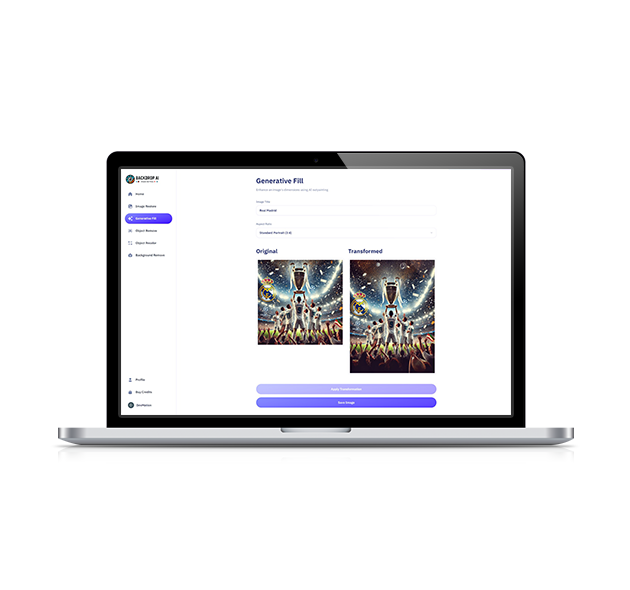 BACKDROP AI
Home
Image Restore
Generative Fill
Object Remove
Object Recolor
Background Remove
Profile
Buy Credits
Generative Fill
Enhance an image's dimensions using AI outpainting
Image Title
Real Madrid
Aspect Ratio
Standard Portrait (3:4)
Original
Transformed
Apply Transformation
Save Image